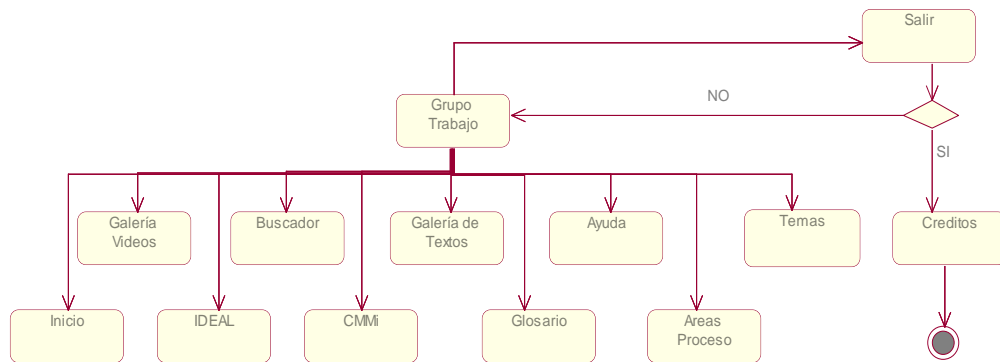 Salir
NO
Grupo
Trabajo
SI
Galería
Videos
Buscador
Galería de
Textos
Ayuda
Temas
Creditos
Inicio
IDEAL
CMMi
Glosario
Areas
Proceso